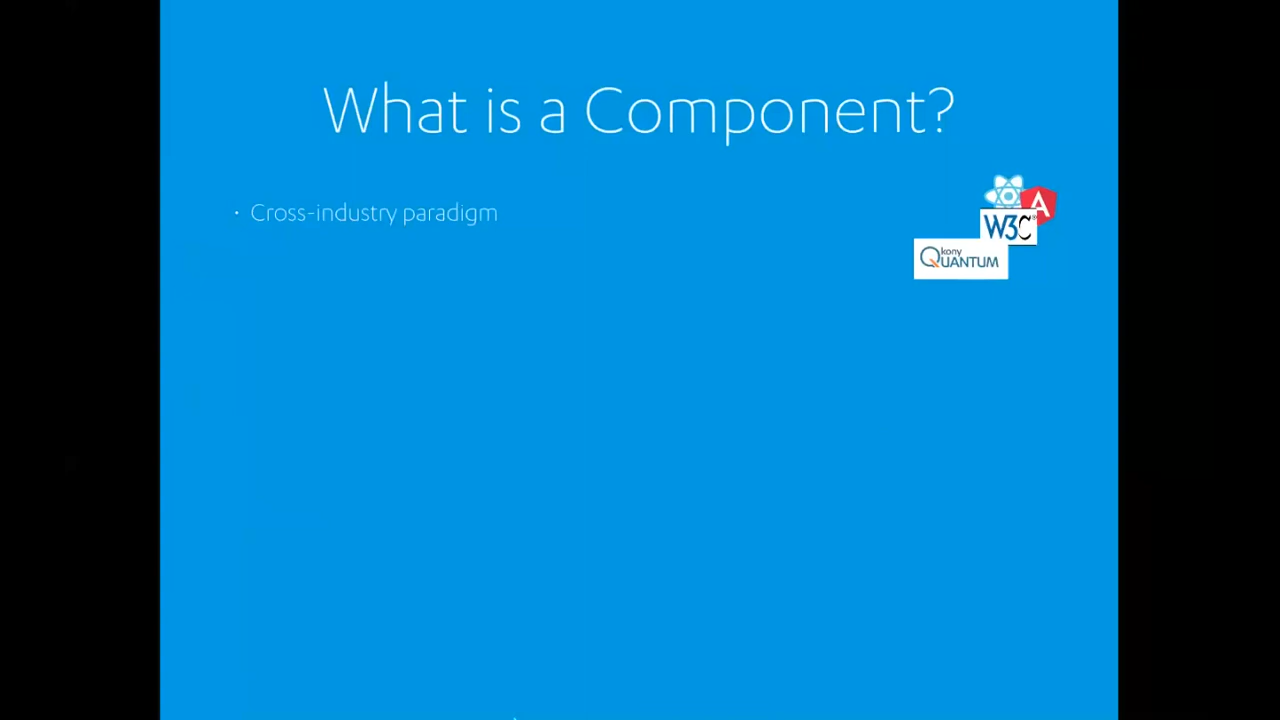 What is a Component?
· Cross-industry paradigm
A
W3C®
kony
QUANTUM